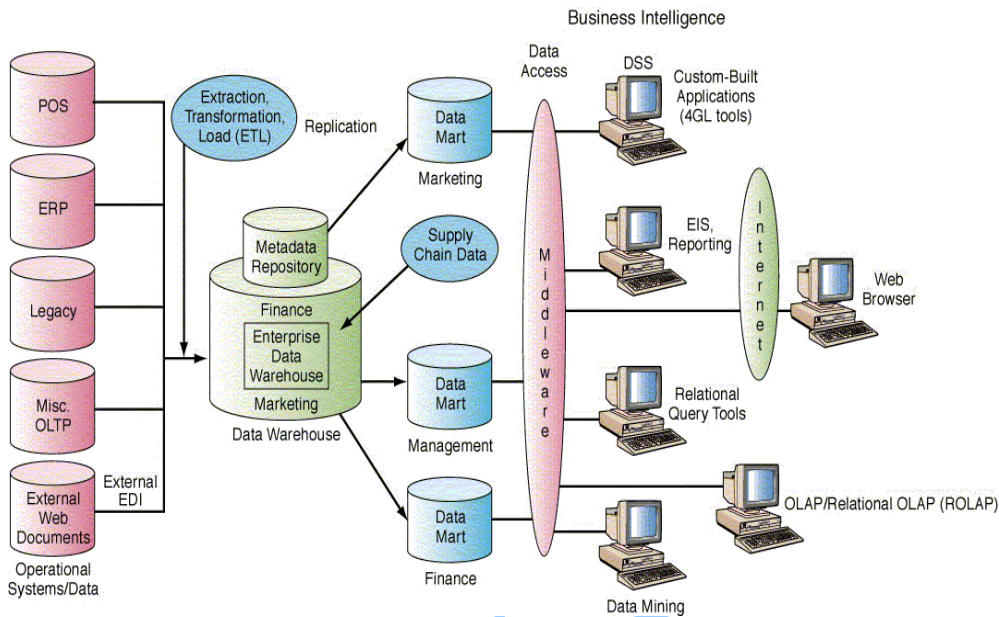 Business Intelligence
POS
ERP
Legacy
Misc.
OLTP
External
Web
Documents
Operational
Systems/Data
External
EDI
Extraction,
Transformation,
Load (ETL)
Replication
Metadata
Repository
Finance
Enterprise
Data
Warehouse
Marketing
Data Warehouse
Supply
Chain Data
Data
Mart
Marketing
Data
Mart
Management
Data
Mart
Finance
Data
Access
Middleware
DSS
Custom-Built
Applications
(4GL tools)
EIS,
Reporting
Internet
Web
Browser
Relational
Query Tools
OLAP/Relational OLAP (ROLAP)
Data Mining